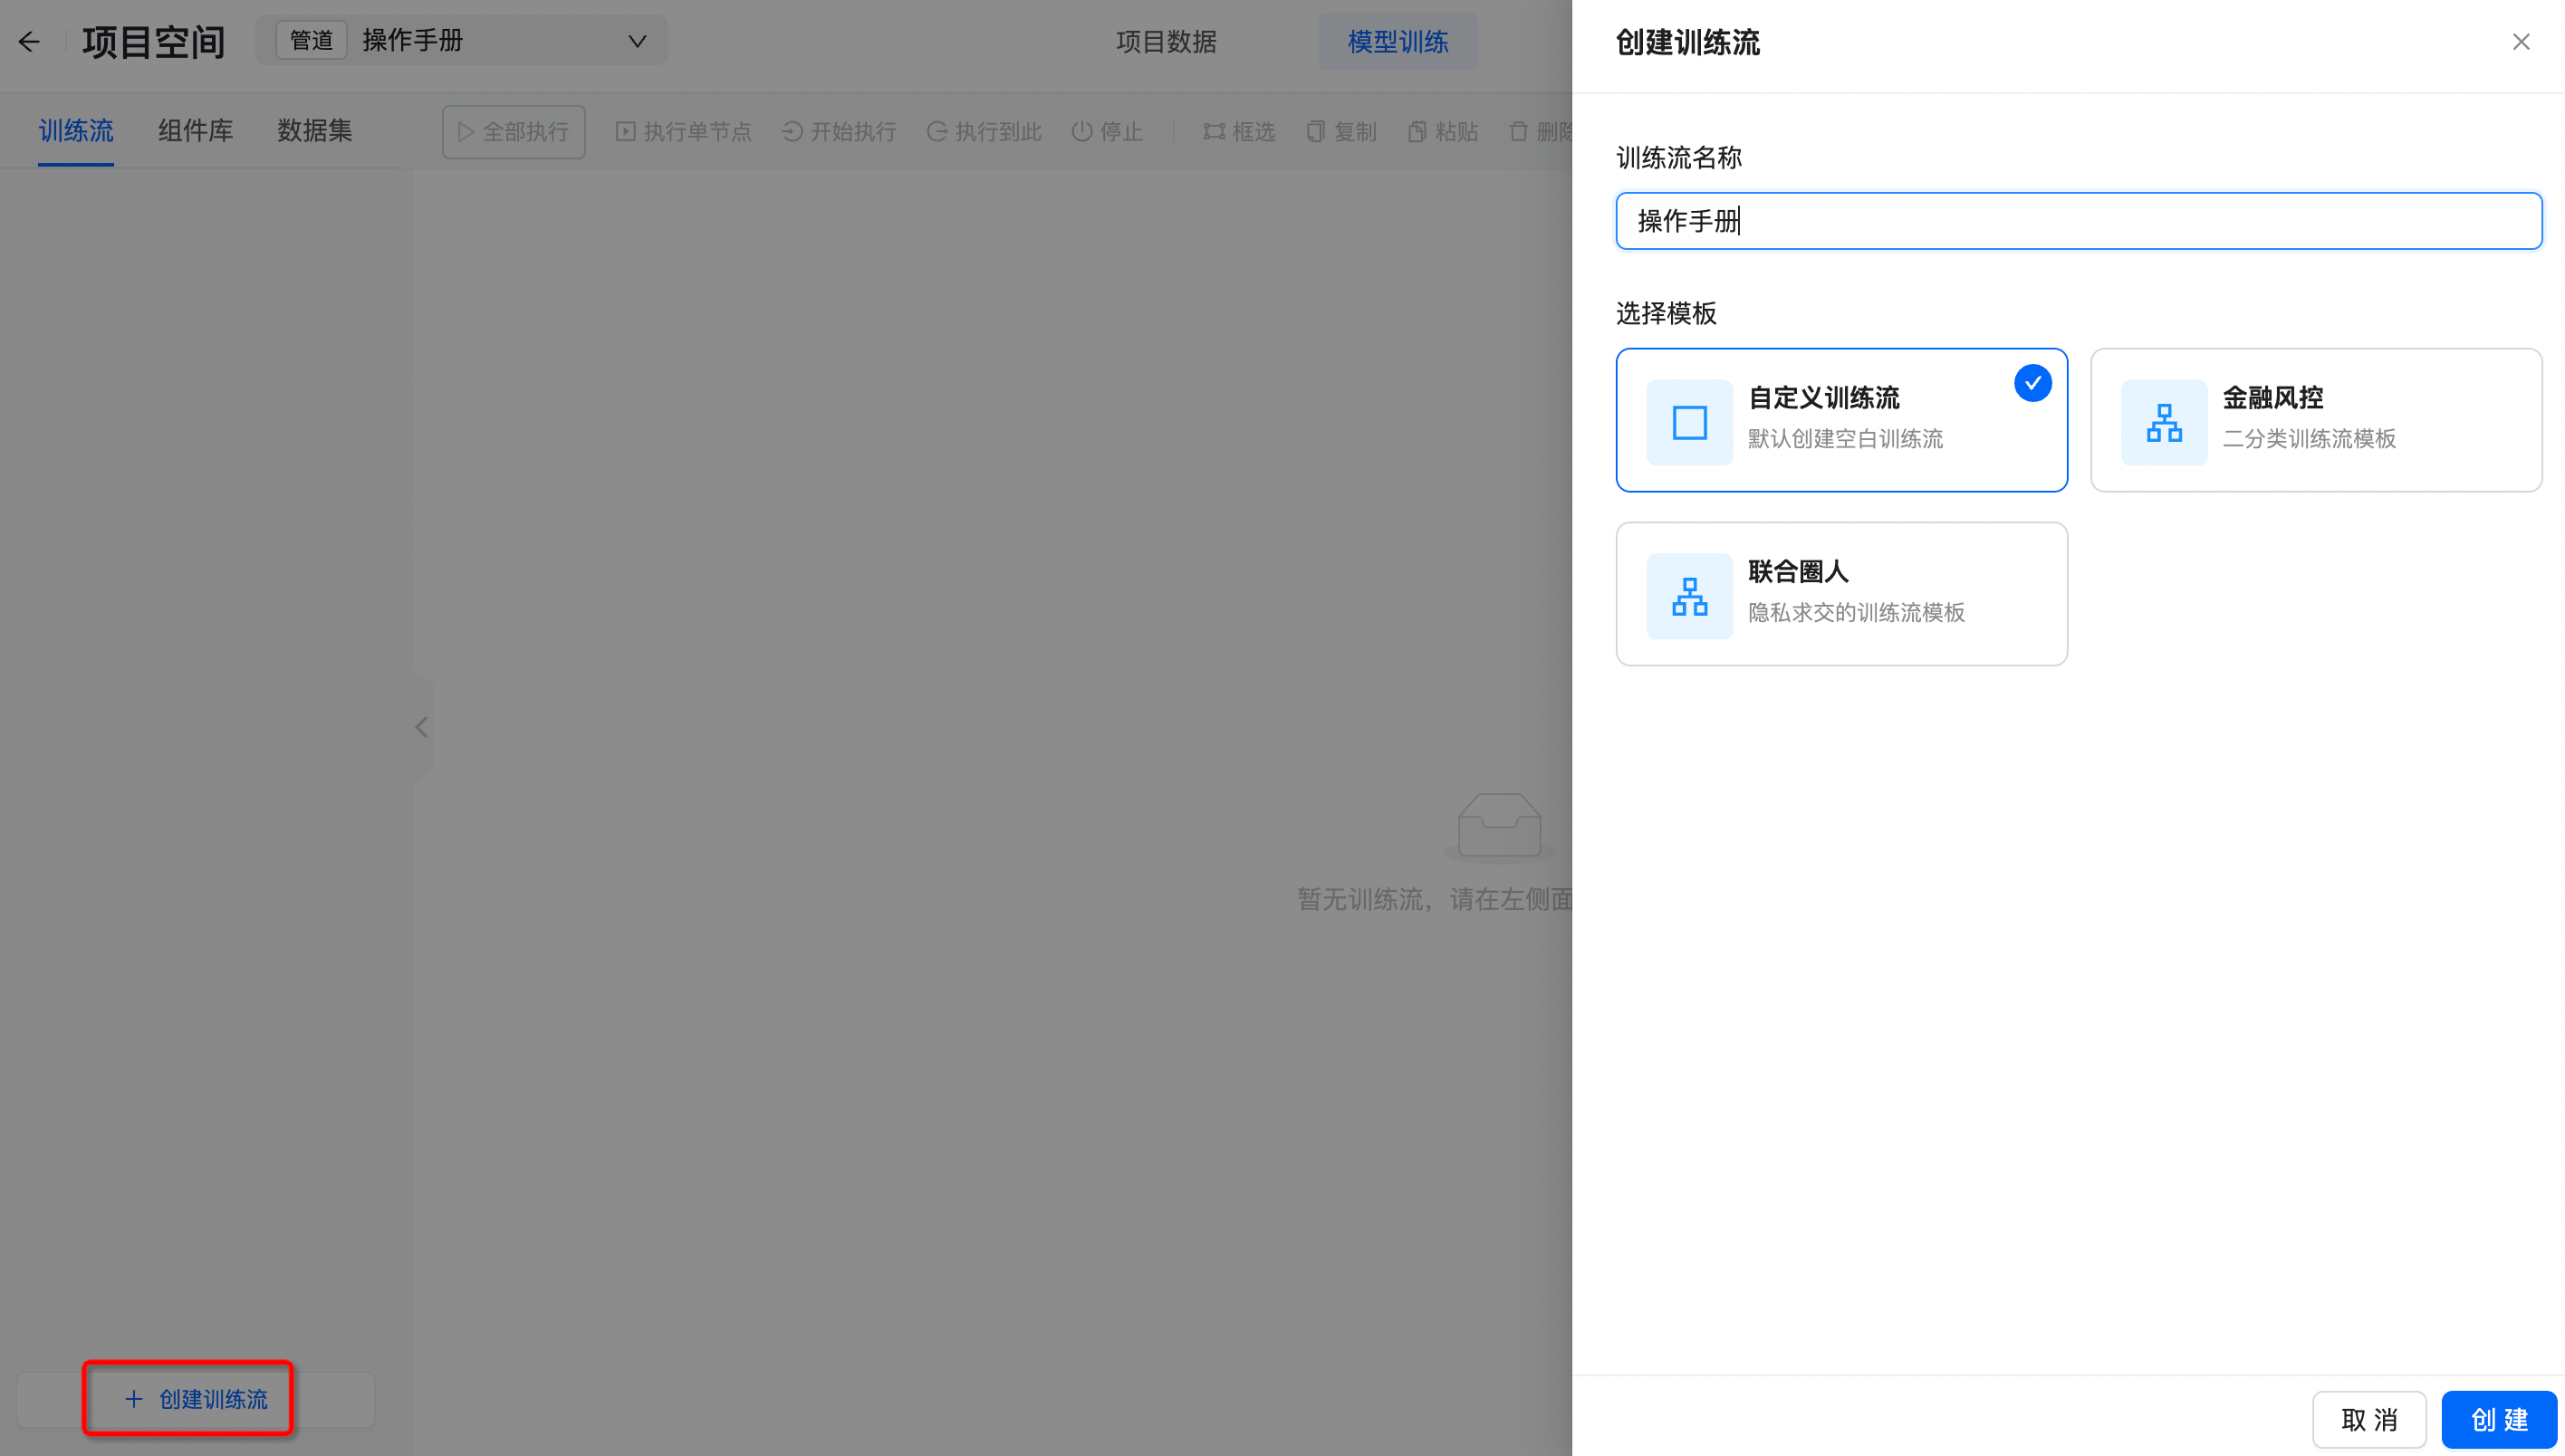 项目空间
管道 操作手册
项目数据
模型训练
训练流
组件库
数据集
全部执行
执行单节点
开始执行
执行到此
停止
框选
复制
粘贴
删除
暂无训练流，请在左侧面
+ 创建训练流
创建训练流
训练流名称
操作手册
选择模板
自定义训练流
默认创建空白训练流
金融风控
二分类训练流模板
联合圈人
隐私求交的训练流模板
取 消
创 建